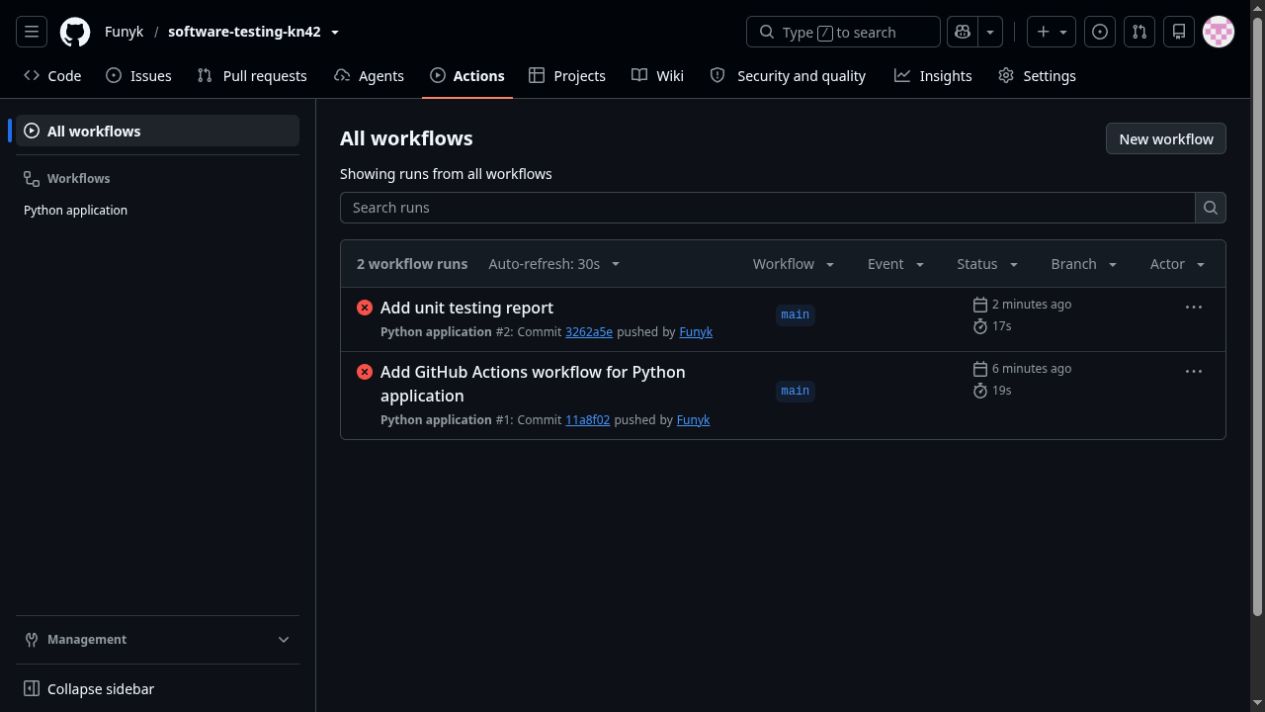 Funyk / software-testing-kn42
Type / to search
Code Issues Pull requests Agents Actions Projects Wiki Security and quality Insights Settings
All workflows
Workflows
Python application
Management
Collapse sidebar
All workflows
New workflow
Showing runs from all workflows
Search runs
2 workflow runs Auto-refresh: 30s Workflow Event Status Branch Actor
Add unit testing report
Python application #2: Commit 3262a5e pushed by Funyk
main
2 minutes ago
17s
Add GitHub Actions workflow for Python
application
Python application #1: Commit 11a8f02 pushed by Funyk
main
6 minutes ago
19s